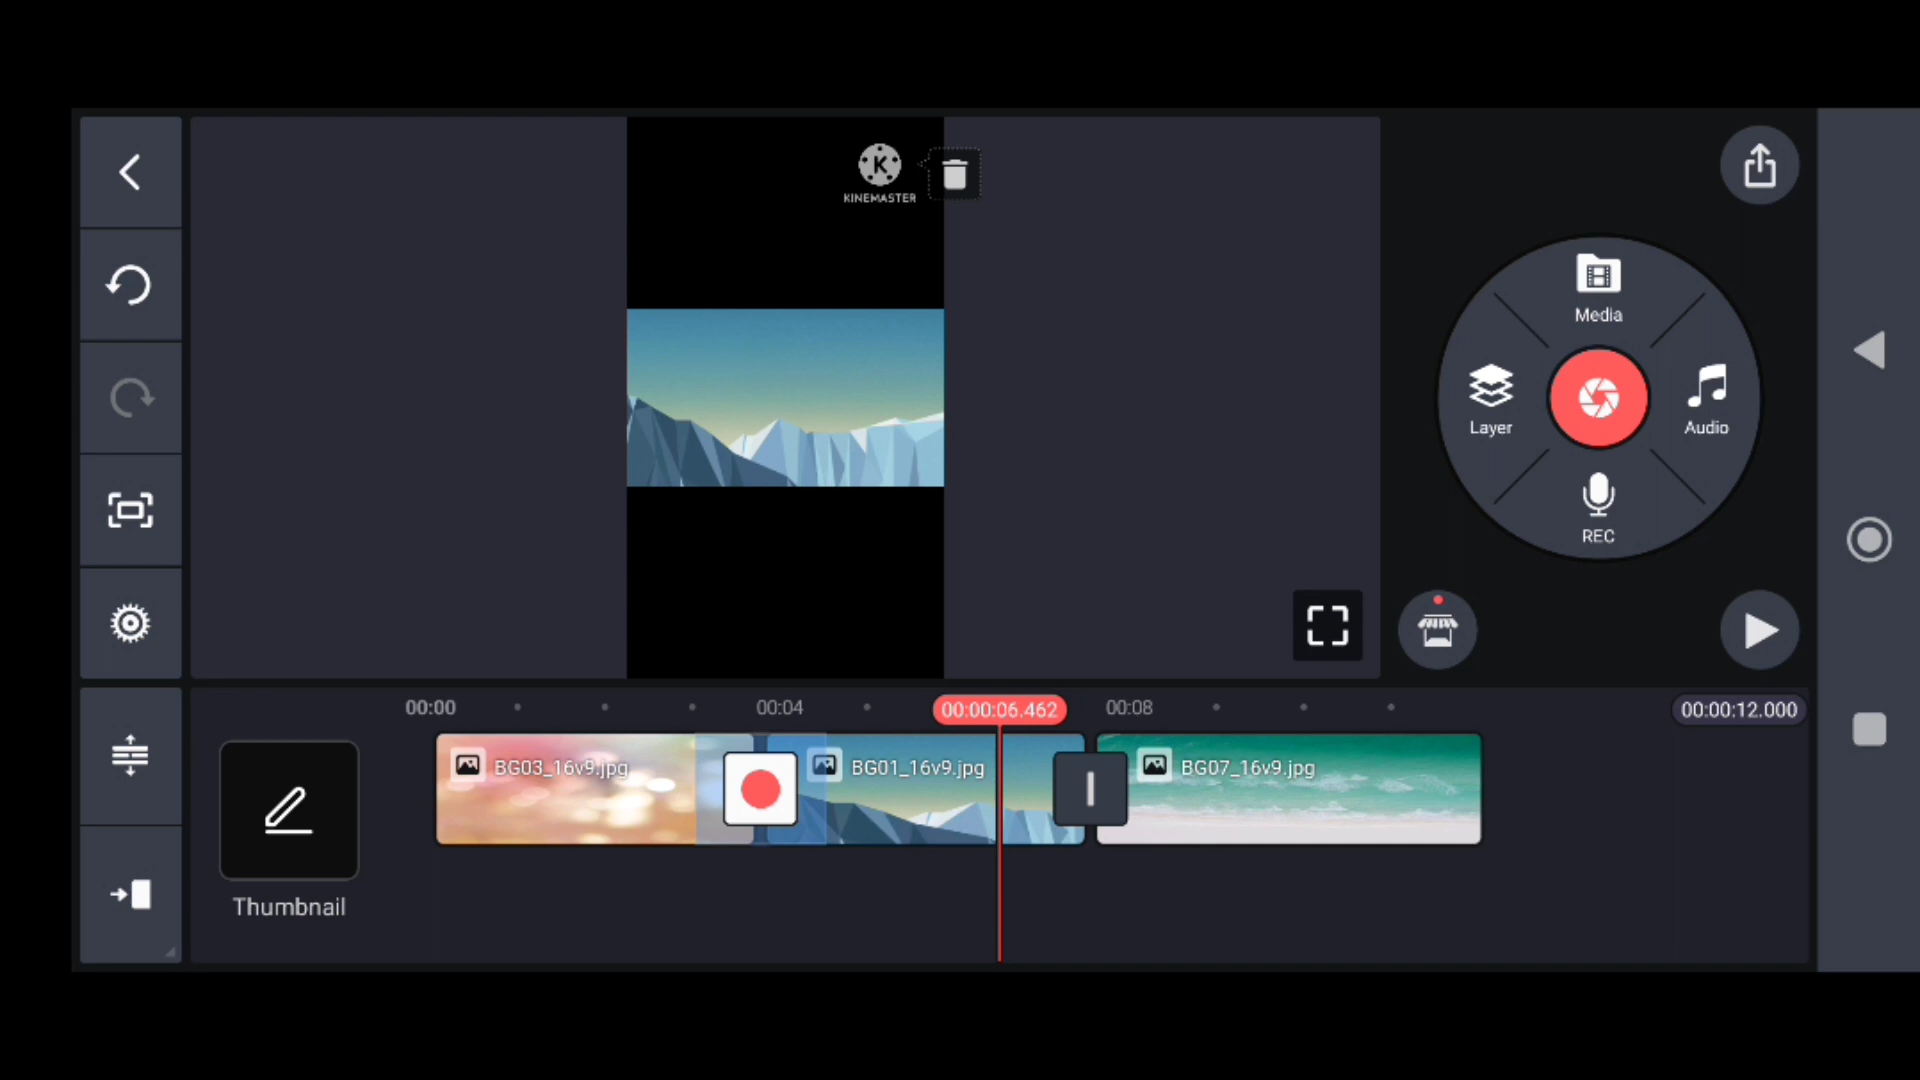 KINEMASTER
Media
Layer
Audio
REC
00:00
00:04
00:00:06.462
00:08
00:00:12.000
BG03_16v9.jpg
BG01_16v9.jpg
BG07_16v9.jpg
Thumbnail